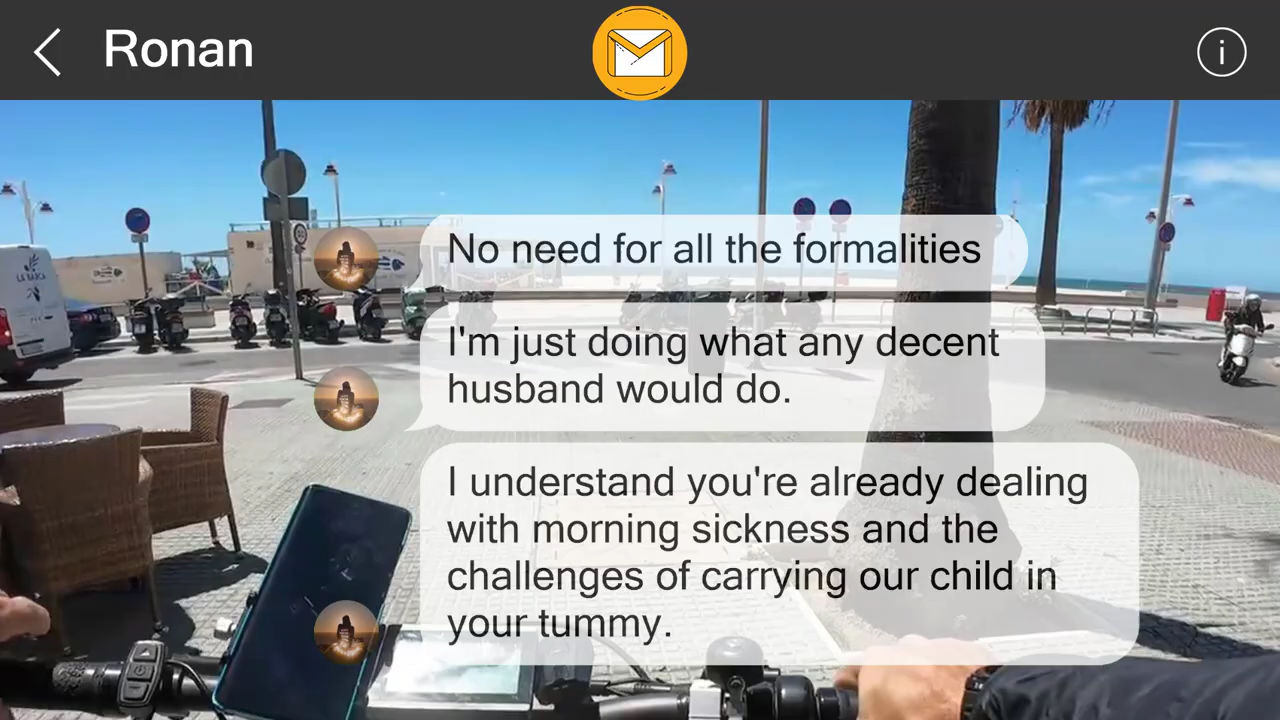 Ronan
No need for all the formalities
I'm just doing what any decent
husband would do.
I understand you're already dealing
with morning sickness and the
challenges of carrying our child in
your tummy.